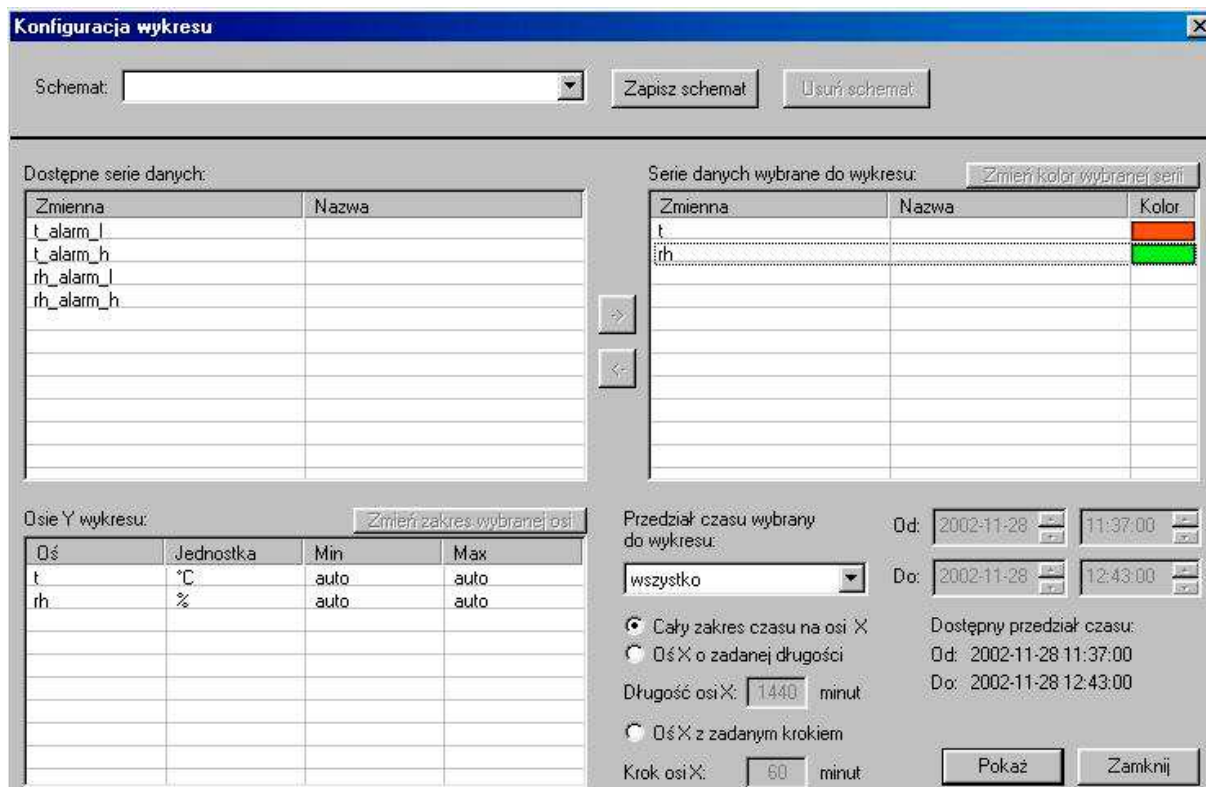 Konfiguracja wykresu
Schemat:
Zapisz schemat
Usuń schemat
Dostępne serie danych:
Zmienna Nazwa
t_alarm_l
t_alarm_h
rh_alarm_l
rh_alarm_h
->
<-
Serie danych wybrane do wykresu:
Zmień kolor wybranej serii
Zmienna Nazwa Kolor
t
rh
Osie Y wykresu:
Zmień zakres wybranej osi
Oś Jednostka Min Max
t °C auto auto
rh % auto auto
Przedział czasu wybrany
do wykresu:
wszystko
Od: 2002-11-28 11:37:00
Do: 2002-11-28 12:43:00
Cały zakres czasu na osi X
Oś X o zadanej długości
Długość osi X: 1440 minut
Oś X z zadanym krokiem
Krok osi X: 60 minut
Dostępny przedział czasu:
Od: 2002-11-28 11:37:00
Do: 2002-11-28 12:43:00
Pokaż
Zamknij